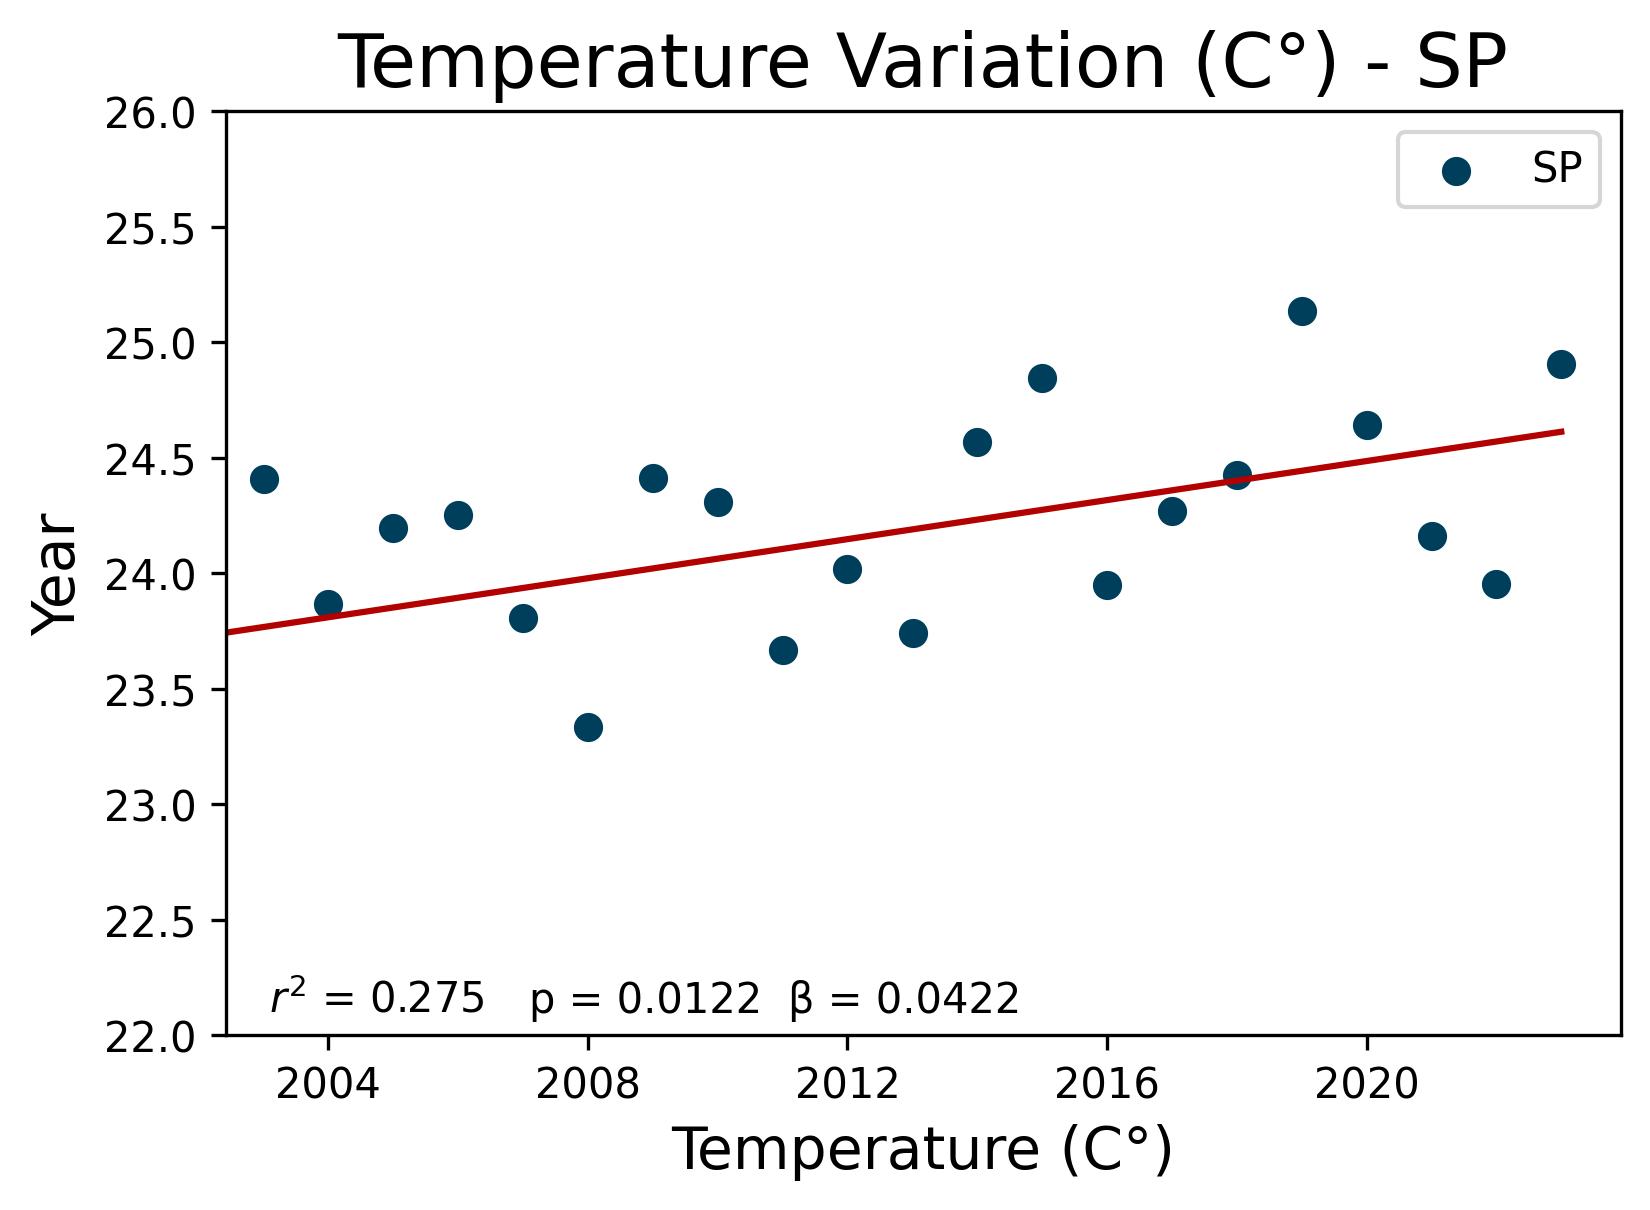 Temperature Variation (C°) - SP
SP
Year
26.0
25.5
25.0
24.5
24.0
23.5
23.0
22.5
22.0
r² = 0.275 p = 0.0122 β = 0.0422
2004 2008 2012 2016 2020
Temperature (C°)